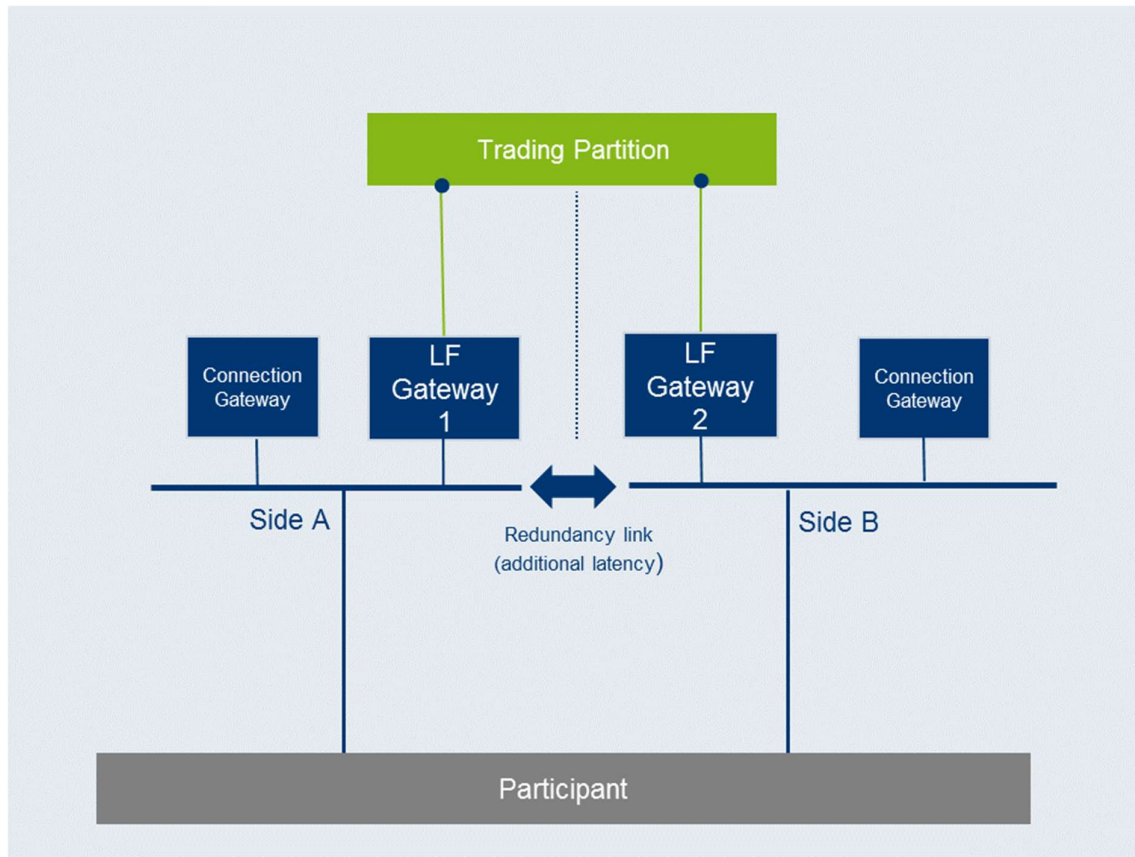 Trading Partition
Connection
Gateway
LF
Gateway
1
LF
Gateway
2
Connection
Gateway
Side A
Redundancy link
(additional latency)
Side B
Participant